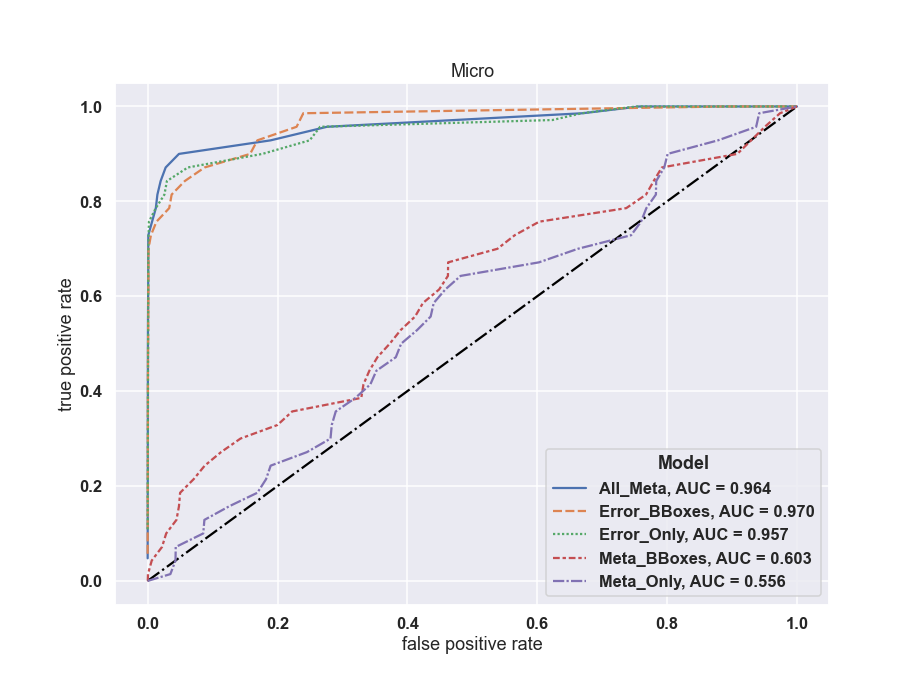 Micro
true positive rate
1.0
0.8
0.6
0.4
0.2
0.0
Model
All_Meta, AUC = 0.964
Error_BBoxes, AUC = 0.970
Error_Only, AUC = 0.957
Meta_BBoxes, AUC = 0.603
Meta_Only, AUC = 0.556
0.0 0.2 0.4 0.6 0.8 1.0
false positive rate